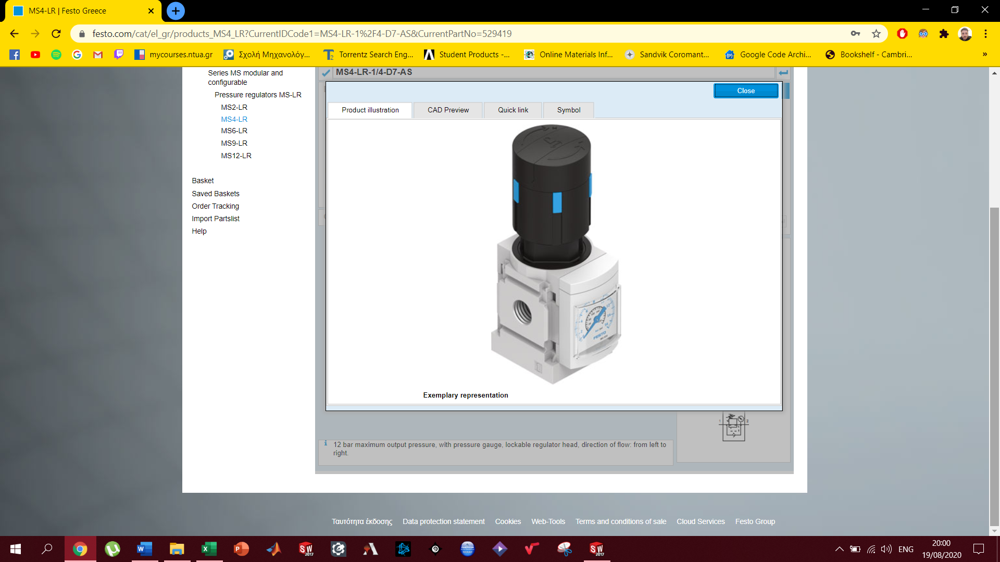 MS4-LR | Festo Greece
festo.com/cat/el_gr/products_MS4_LR?CurrentIDCode1=MS4-LR-1%2F4-D7-AS&CurrentPartNo=529419
mycourses.ntua.gr
Σχολή Μηχανολόγ...
Torrentz Search Eng...
Student Products -...
Online Materials Inf...
Sandvik Coromant...
Google Code Archi...
Bookshelf - Cambri...
»
Series MS modular and
configurable
Pressure regulators MS-LR
MS2-LR
MS4-LR
MS6-LR
MS9-LR
MS12-LR
Basket
Saved Baskets
Order Tracking
Import Partslist
Help
MS4-LR-1/4-D7-AS
Close
Product illustration
CAD Preview
Quick link
Symbol
FESTO
Exemplary representation
12 bar maximum output pressure, with pressure gauge, lockable regulator head, direction of flow: from left to
right.
Ταυτότητα έκδοσης
Data protection statement
Cookies
Web-Tools
Terms and conditions of sale
Cloud Services
Festo Group
ENG
20:00
19/08/2020